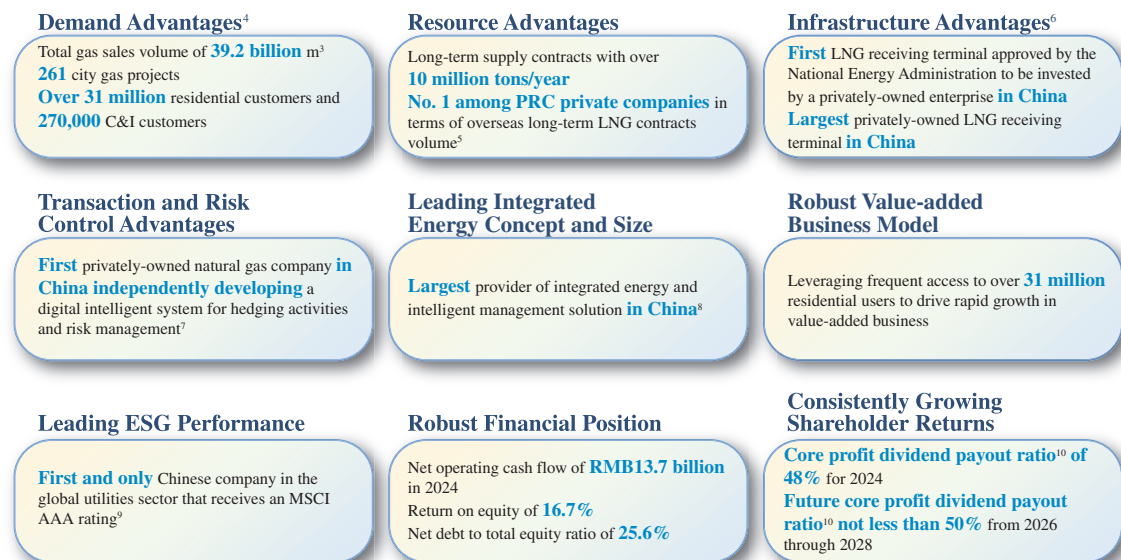 Demand Advantages⁴
Total gas sales volume of 39.2 billion m³
261 city gas projects
Over 31 million residential customers and
270,000 C&I customers
Resource Advantages
Long-term supply contracts with over
10 million tons/year
No. 1 among PRC private companies in
terms of overseas long-term LNG contracts
volume⁵
Infrastructure Advantages⁶
First LNG receiving terminal approved by the
National Energy Administration to be invested
by a privately-owned enterprise in China
Largest privately-owned LNG receiving
terminal in China
Transaction and Risk
Control Advantages
First privately-owned natural gas company in
China independently developing a
digital intelligent system for hedging activities
and risk management⁷
Leading Integrated
Energy Concept and Size
Largest provider of integrated energy and
intelligent management solution in China⁸
Robust Value-added
Business Model
Leveraging frequent access to over 31 million
residential users to drive rapid growth in
value-added business
Leading ESG Performance
First and only Chinese company in the
global utilities sector that receives an MSCI
AAA rating⁹
Robust Financial Position
Net operating cash flow of RMB13.7 billion
in 2024
Return on equity of 16.7%
Net debt to total equity ratio of 25.6%
Consistently Growing
Shareholder Returns
Core profit dividend payout ratio¹⁰ of
48% for 2024
Future core profit dividend payout
ratio¹⁰ not less than 50% from 2026
through 2028